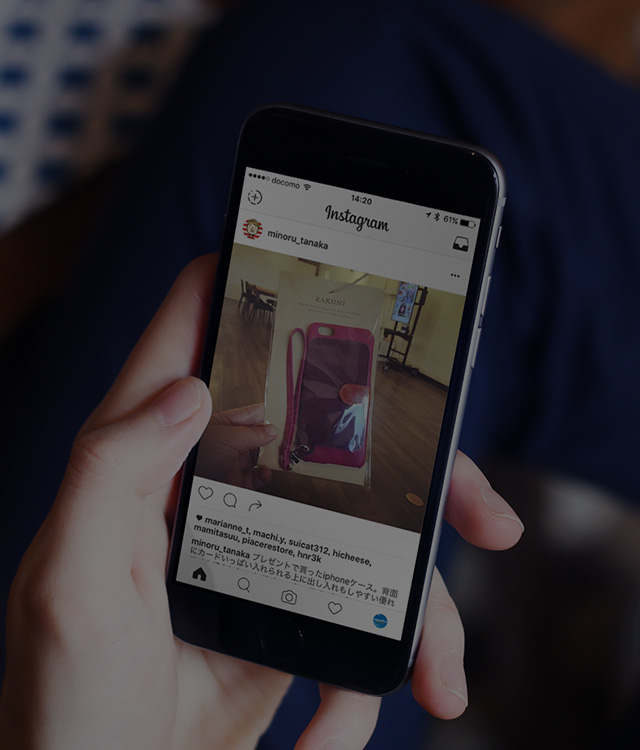 docomo 14:20 61%
Instagram
minoru_tanaka
RAKUNI
marianne_t, machi.y, suicat312, hicheese,
mamitasuu, piacerestore, hnr3k
minoru_tanaka プレゼントで買ったiphoneケース。背面
にカードいっぱい入れられる上に出し入れもしやすい優れ